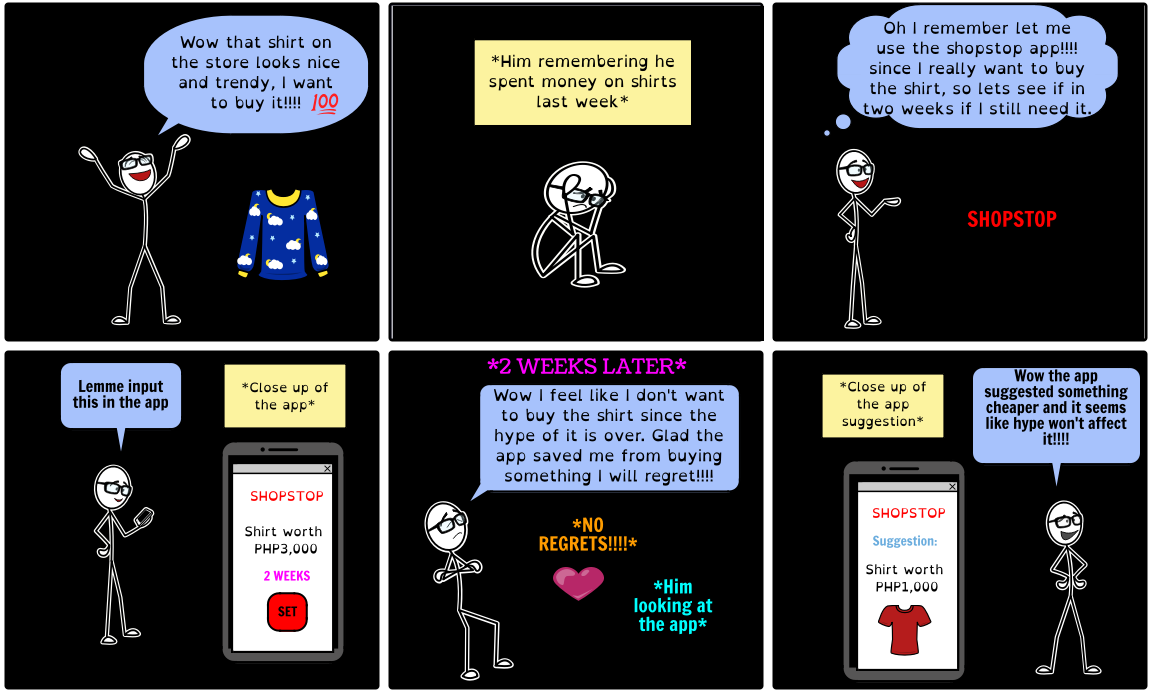 Wow that shirt on
the store looks nice
and trendy, I want
to buy it!!!! 100
*Him remembering he
spent money on shirts
last week*
Oh I remember let me
use the shopstop app!!!!
since I really want to buy
the shirt, so lets see if in
two weeks if I still need it.
SHOPSTOP
Lemme input
this in the app
*Close up of
the app*
X
SHOPSTOP
Shirt worth
PHP3,000
2 WEEKS
SET
*2 WEEKS LATER*
Wow I feel like I don't want
to buy the shirt since the
hype of it is over. Glad the
app saved me from buying
something I will regret!!!!
*NO
REGRETS!!!!*
*Him
looking at
the app*
*Close up of
the app
suggestion*
Wow the app
suggested something
cheaper and it seems
like hype won't affect
it!!!!
X
SHOPSTOP
Suggestion:
Shirt worth
PHP1,000